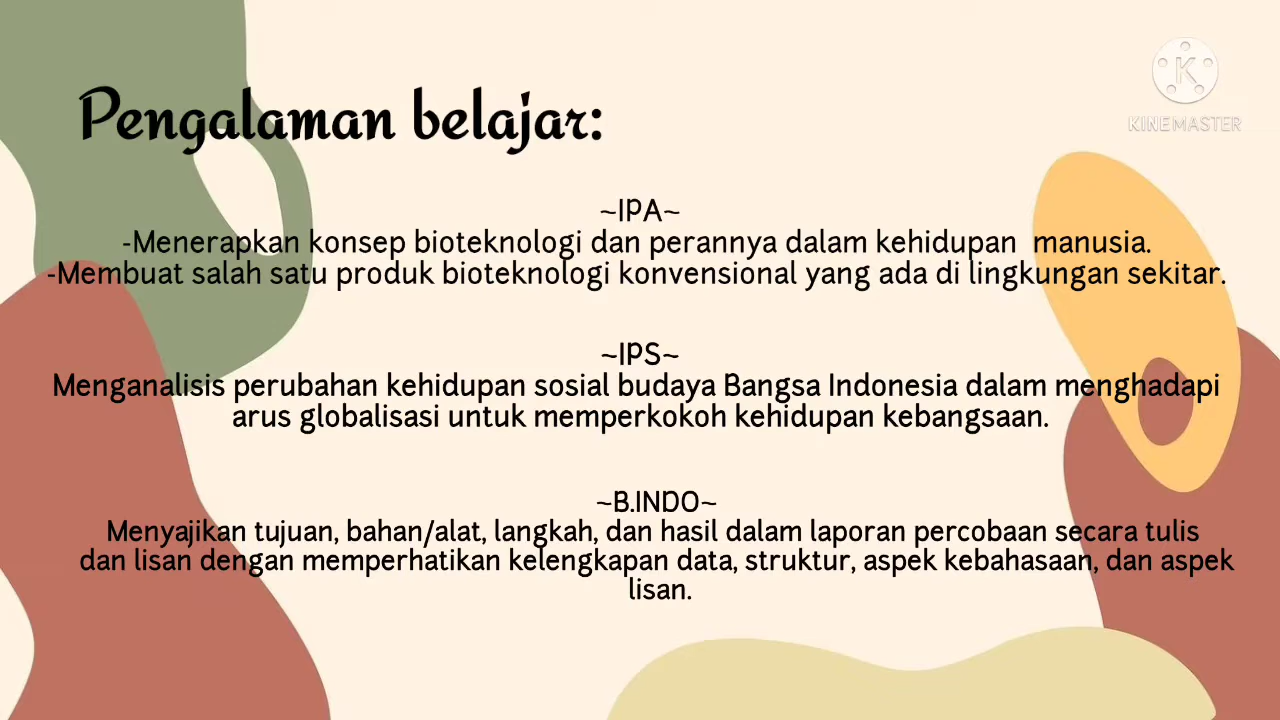 Pengalaman belajar:
KINEMASTER
~IPA~
-Menerapkan konsep bioteknologi dan perannya dalam kehidupan  manusia.
-Membuat salah satu produk bioteknologi konvensional yang ada di lingkungan sekitar.
~IPS~
Menganalisis perubahan kehidupan sosial budaya Bangsa Indonesia dalam menghadapi
arus globalisasi untuk memperkokoh kehidupan kebangsaan.
~B.INDO~
Menyajikan tujuan, bahan/alat, langkah, dan hasil dalam laporan percobaan secara tulis
dan lisan dengan memperhatikan kelengkapan data, struktur, aspek kebahasaan, dan aspek
lisan.